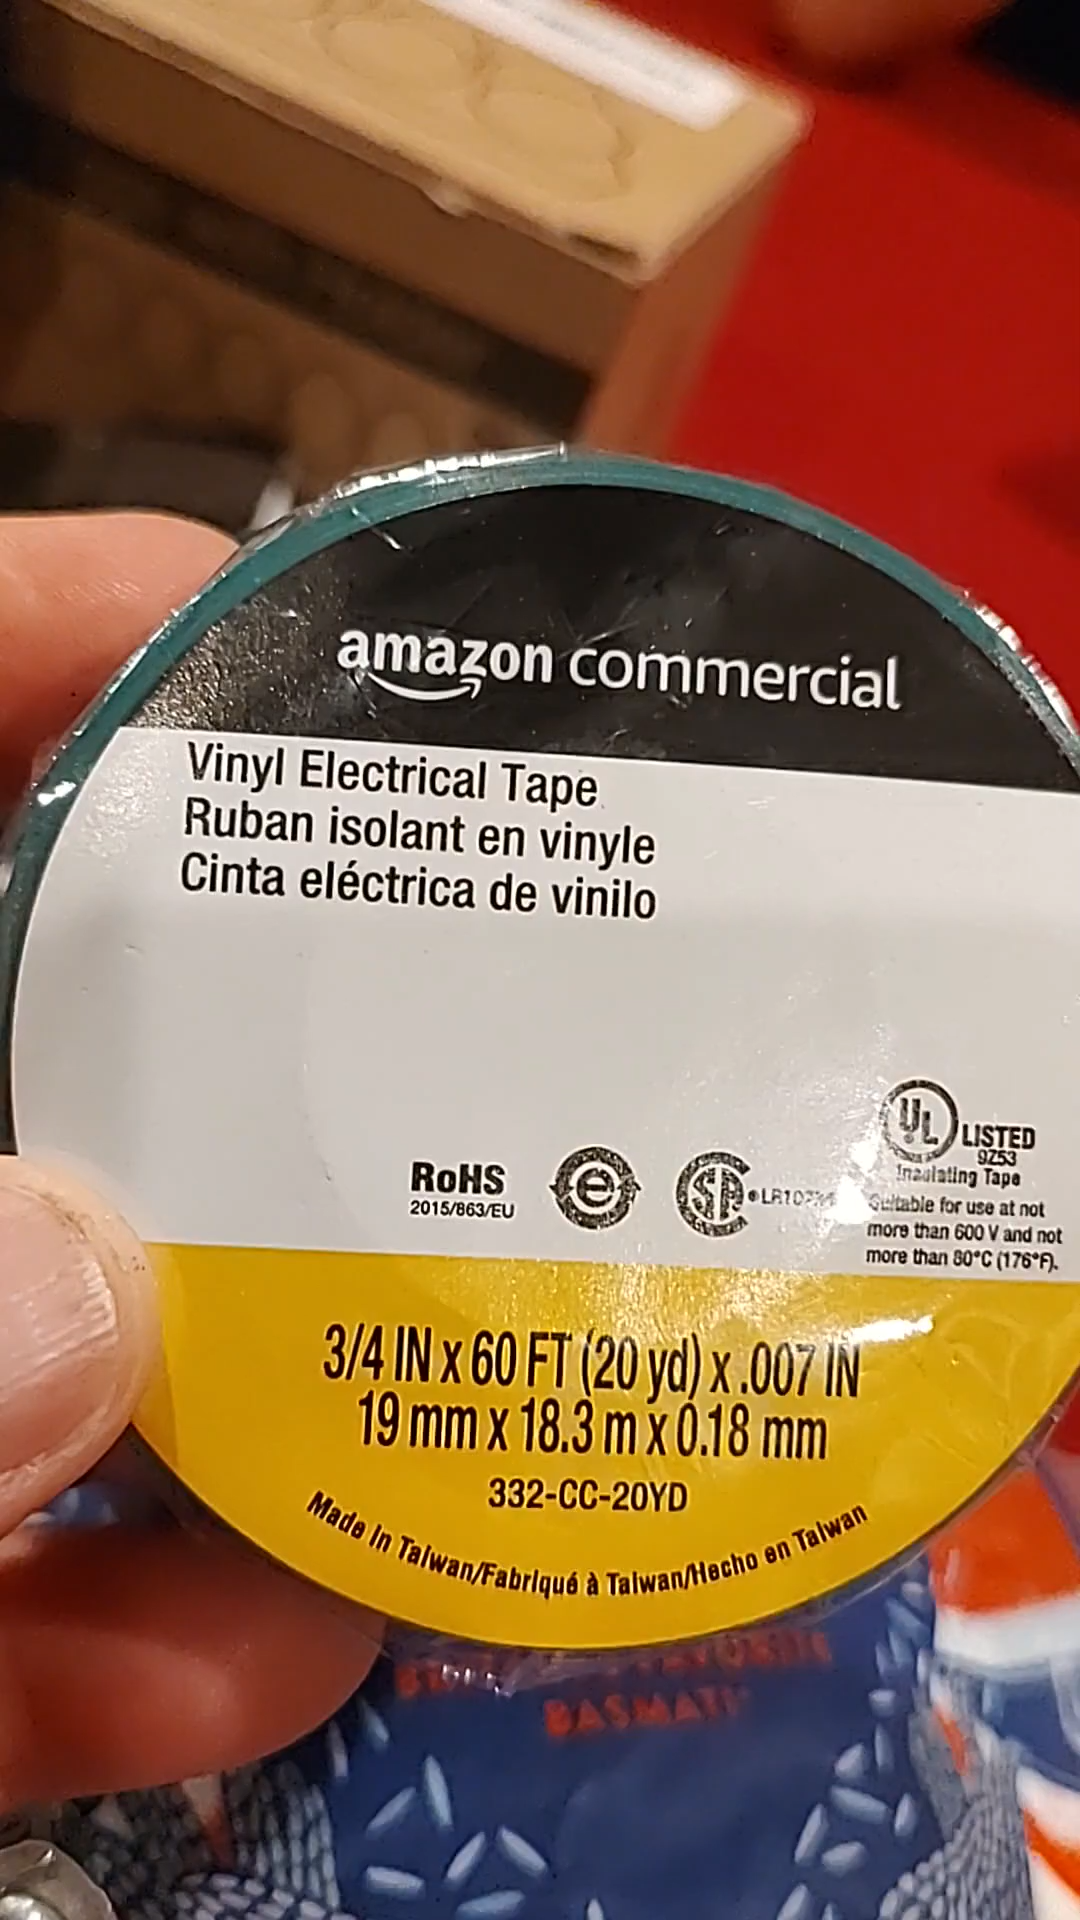 amazon commercial
Vinyl Electrical Tape
Ruban isolant en vinyle
Cinta eléctrica de vinilo
UL LISTED
9Z53
Insulating Tape
Suitable for use at not
more than 600 V and not
more than 80°C (176°F).
RoHS
2015/863/EU
e
3/4 IN x 60 FT (20 yd) x .007 IN
19 mm x 18.3 m x 0.18 mm
332-CC-20YD
Made in Taiwan/Fabriqué à Taiwan/Hecho en Taiwan
BASMATI